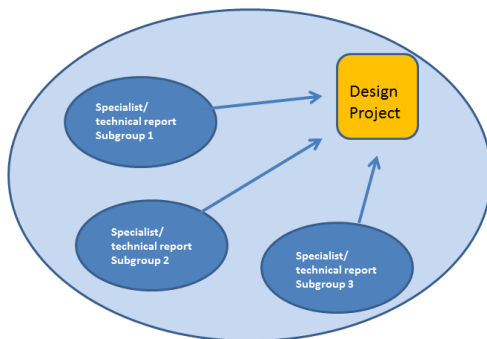 Design
Project
Specialist/
technical report
Subgroup 1
Specialist/
technical report
Subgroup 2
Specialist/
technical report
Subgroup 3